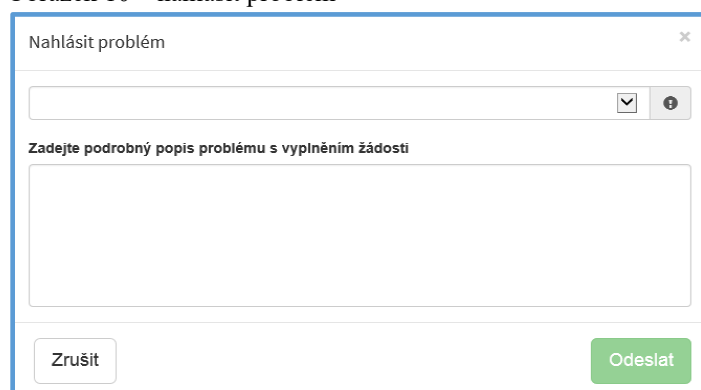 Nahlásit problém
×
Zadejte podrobný popis problému s vyplněním žádosti
Zrušit
Odeslat